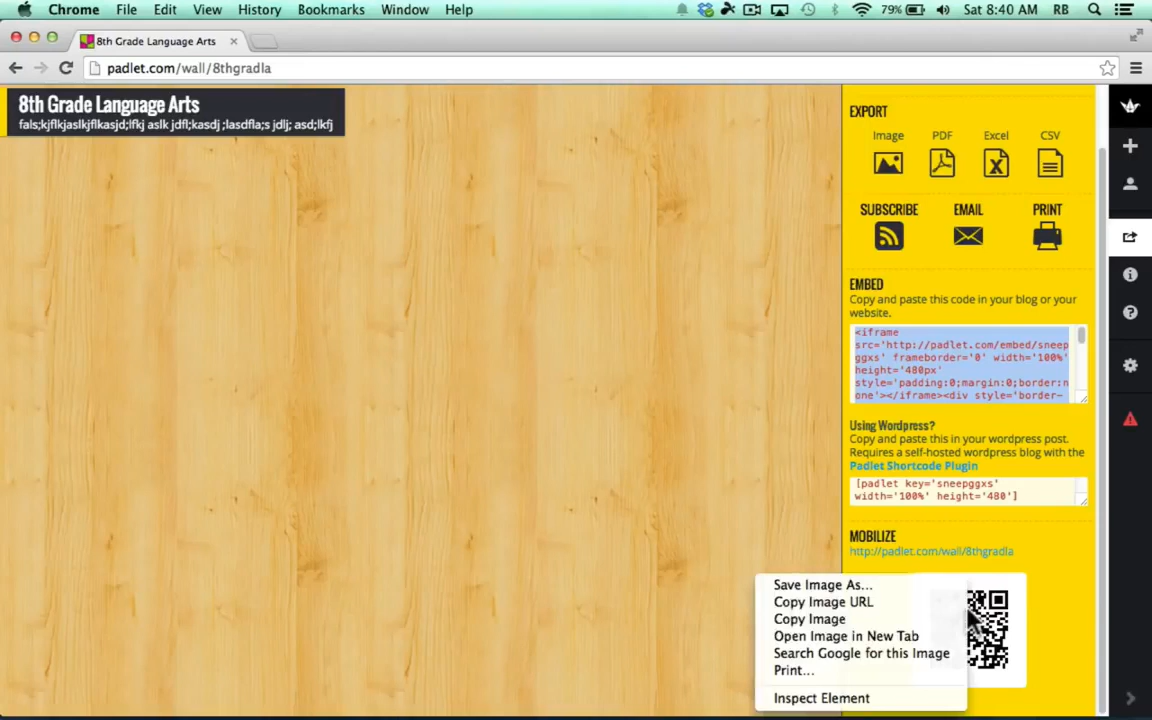 Chrome File Edit View History Bookmarks Window Help 79% Sat 8:40 AM RB
8th Grade Language Arts
padlet.com/wall/8thgradla
8th Grade Language Arts
fals;kjflkjaslkjflkasjd;lfkj aslk jdfl;kasdj ;lasdfla;s jdlj; asd;lkfj
EXPORT
Image PDF Excel CSV
SUBSCRIBE EMAIL PRINT
EMBED
Copy and paste this code in your blog or your
website.
<iframe
src='http://padlet.com/embed/sneep
ggxs' frameborder='0' width='100%'
height='480px'
style='padding:0;margin:0;border:n
one'></iframe><div style='border-
Using Wordpress?
Copy and paste this in your wordpress post.
Requires a self-hosted wordpress blog with the
Padlet Shortcode Plugin
[padlet key='sneepggxs'
width='100%' height='480']
MOBILIZE
http://padlet.com/wall/8thgradla
Save Image As...
Copy Image URL
Copy Image
Open Image in New Tab
Search Google for this Image
Print...
Inspect Element